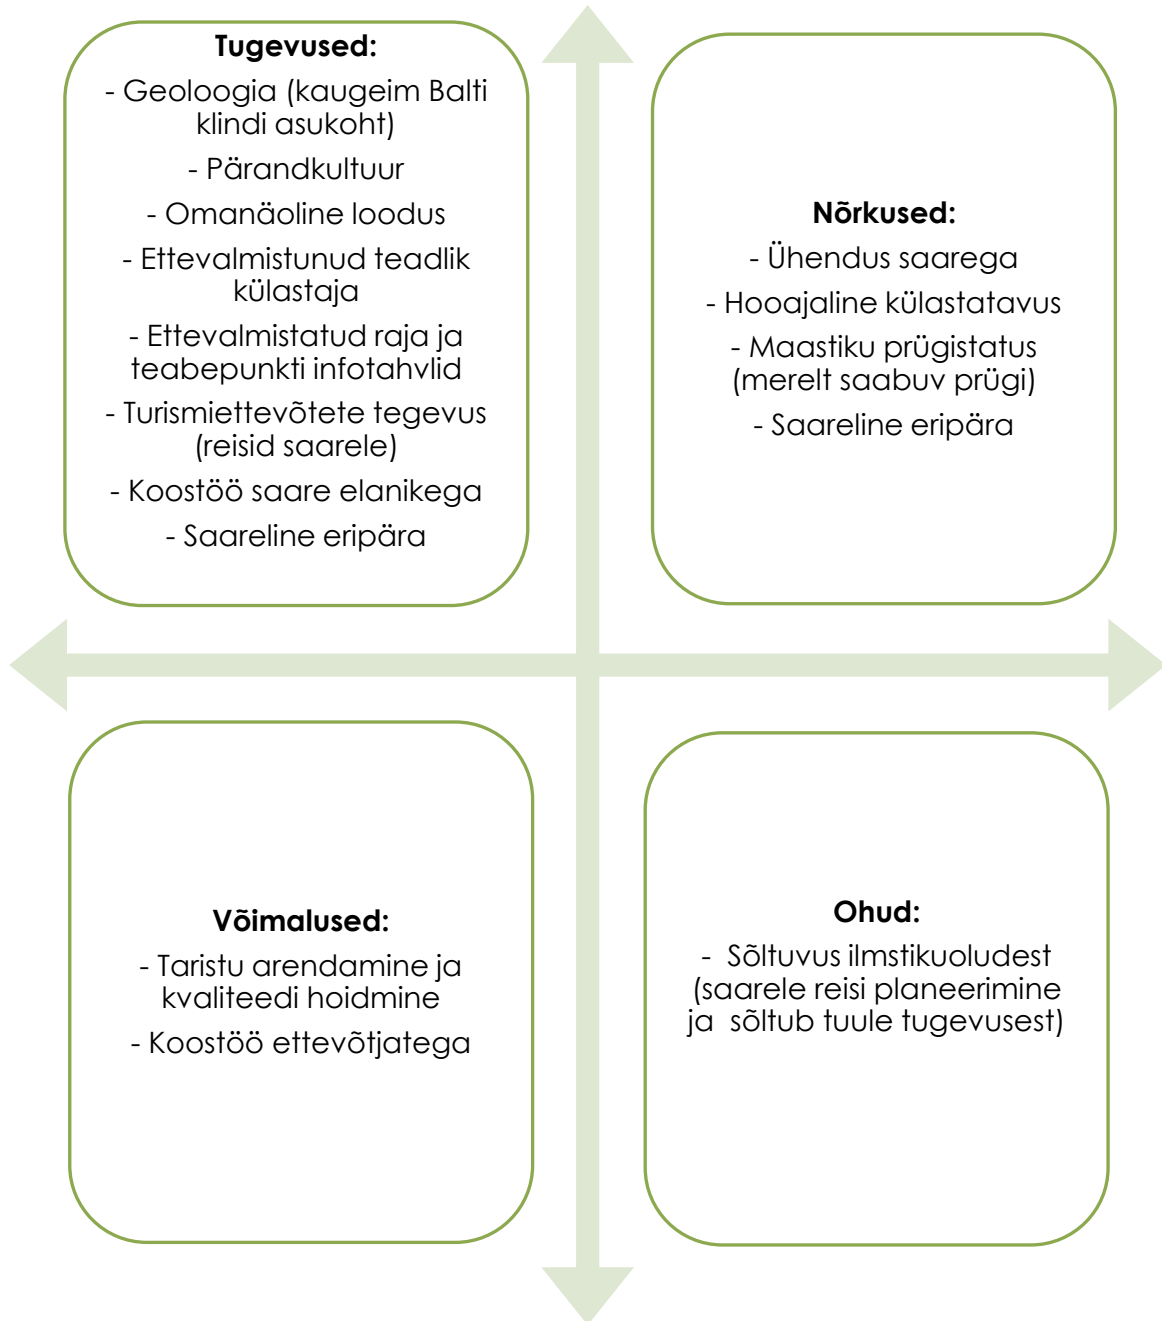 Tugevused:
- Geoloogia (kaugeim Balti
klindi asukoht)
- Pärandkultuur
- Omanäoline loodus
- Ettevalmistunud teadlik
külastaja
- Ettevalmistatud raja ja
teabepunkti infotahvlid
- Turismiettevõtete tegevus
(reisid saarele)
- Koostöö saare elanikega
- Saareline eripära
Nõrkused:
- Ühendus saarega
- Hooajaline külastatavus
- Maastiku prügistatus
(merelt saabuv prügi)
- Saareline eripära
Võimalused:
- Taristu arendamine ja
kvaliteedi hoidmine
- Koostöö ettevõtjatega
Ohud:
- Sõltuvus ilmstikuoludest
(saarele reisi planeerimine
ja sõltub tuule tugevusest)